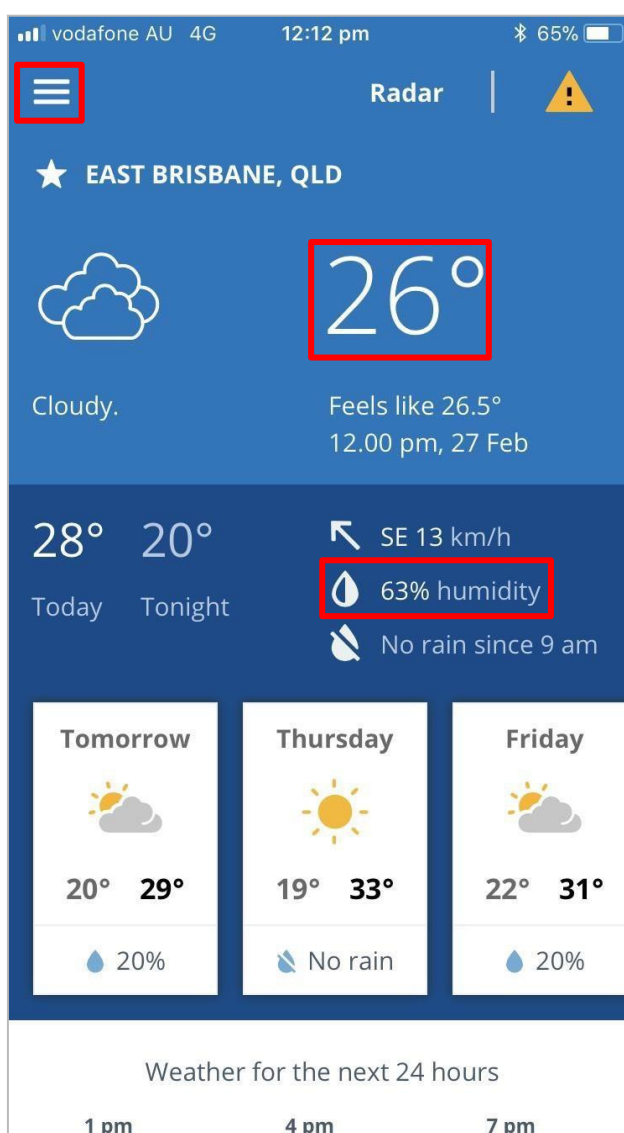 vodafone AU 4G 12:12 pm 65%
Radar
EAST BRISBANE, QLD
26°
Cloudy.
Feels like 26.5°
12.00 pm, 27 Feb
28° 20°
Today Tonight
SE 13 km/h
63% humidity
No rain since 9 am
Tomorrow Thursday Friday
20° 29° 19° 33° 22° 31°
20% No rain 20%
Weather for the next 24 hours
1 pm 4 pm 7 pm